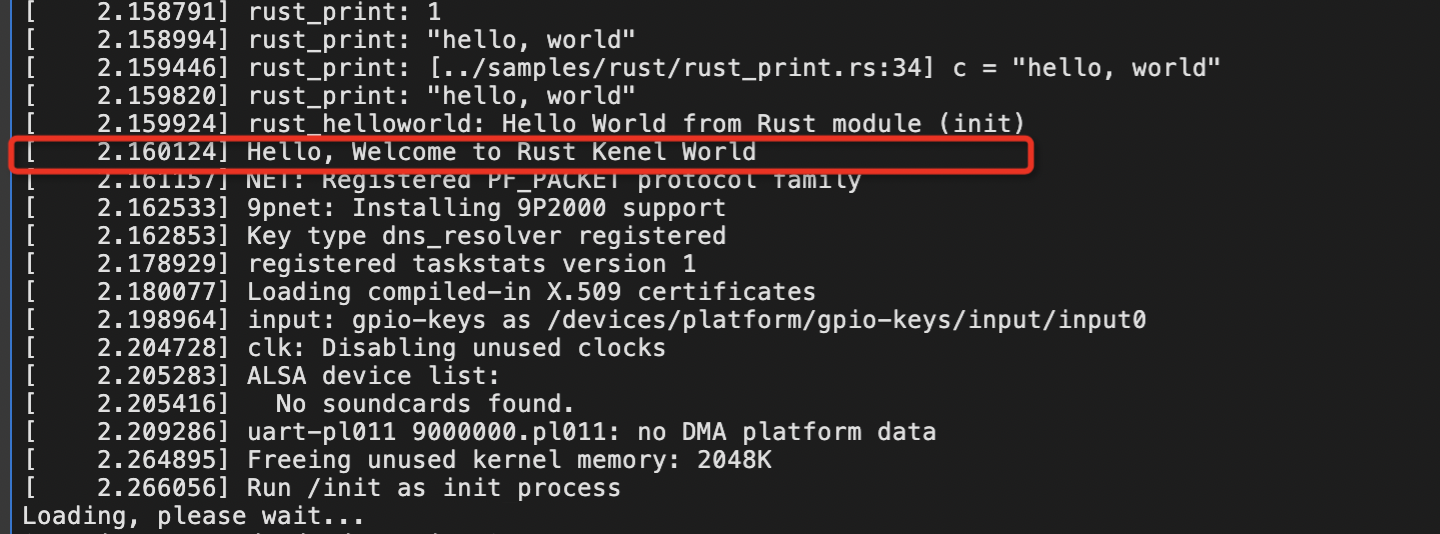 [    2.158791] rust_print: 1
[    2.158994] rust_print: "hello, world"
[    2.159446] rust_print: [../samples/rust/rust_print.rs:34] c = "hello, world"
[    2.159820] rust_print: "hello, world"
[    2.159924] rust_helloworld: Hello World from Rust module (init)
[    2.160124] Hello, Welcome to Rust Kenel World
[    2.161157] NET: Registered PF_PACKET protocol family
[    2.162533] 9pnet: Installing 9P2000 support
[    2.162853] Key type dns_resolver registered
[    2.178929] registered taskstats version 1
[    2.180077] Loading compiled-in X.509 certificates
[    2.198964] input: gpio-keys as /devices/platform/gpio-keys/input/input0
[    2.204728] clk: Disabling unused clocks
[    2.205283] ALSA device list:
[    2.205416]   No soundcards found.
[    2.209286] uart-pl011 9000000.pl011: no DMA platform data
[    2.264895] Freeing unused kernel memory: 2048K
[    2.266056] Run /init as init process
Loading, please wait...